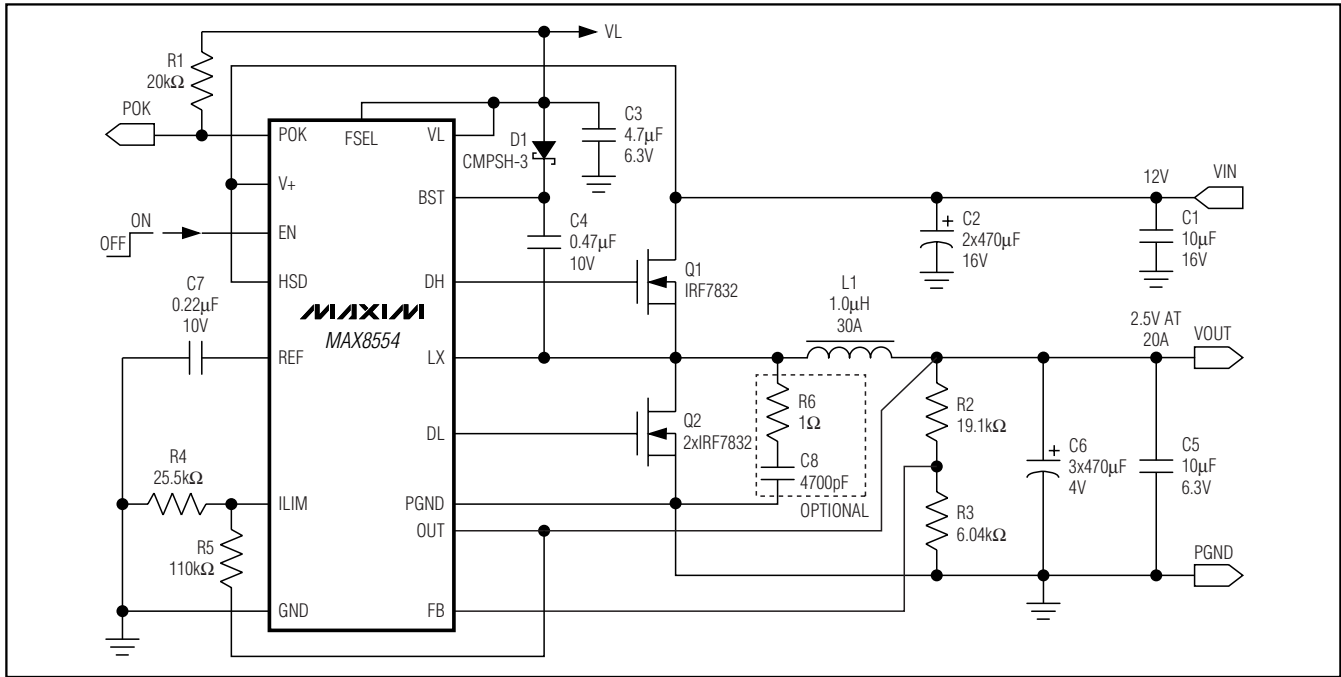 VL
R1
20kΩ
POK
POK
FSEL
VL
D1
CMPSH-3
C3
4.7μF
6.3V
V+
BST
12V
VIN
ON
OFF
EN
C4
0.47μF
10V
C2
2x470μF
16V
C1
10μF
16V
HSD
DH
Q1
IRF7832
C7
0.22μF
10V
MAXIM
MAX8554
L1
1.0μH
30A
REF
LX
2.5V AT
20A
VOUT
R6
1Ω
R2
19.1kΩ
DL
Q2
2xIRF7832
C8
4700pF
C6
3x470μF
4V
C5
10μF
6.3V
R4
25.5kΩ
ILIM
PGND
OPTIONAL
OUT
R3
6.04kΩ
R5
110kΩ
PGND
GND
FB
+
+